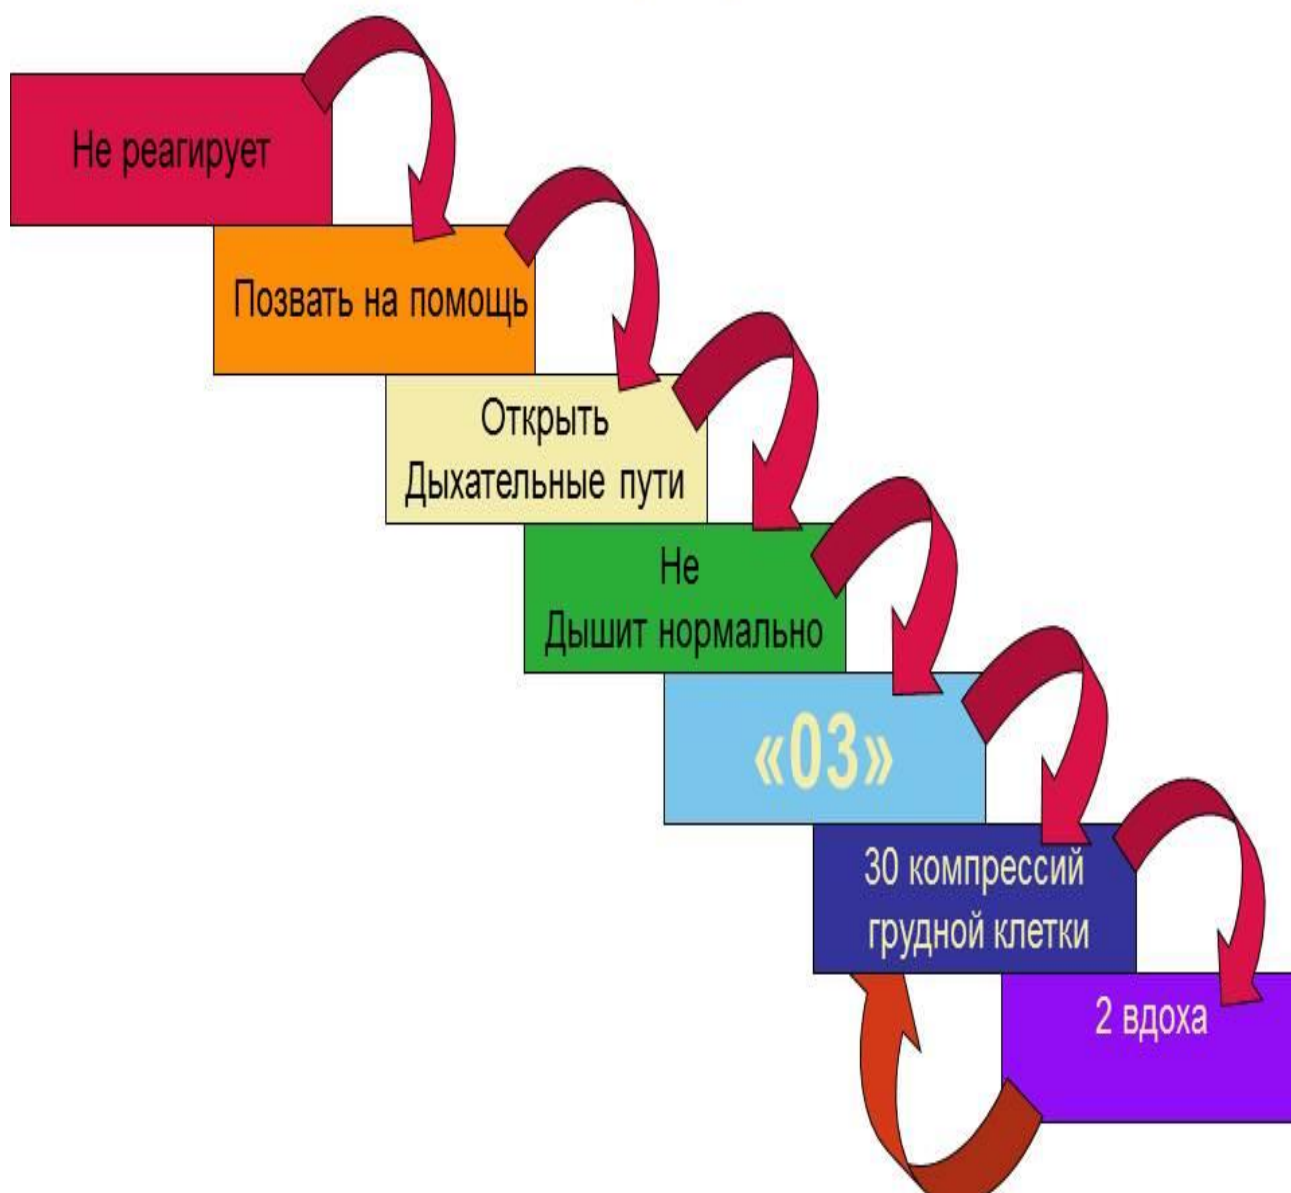 Не реагирует
Позвать на помощь
Открыть
Дыхательные пути
Не
Дышит нормально
«03»
30 компрессий
грудной клетки
2 вдоха